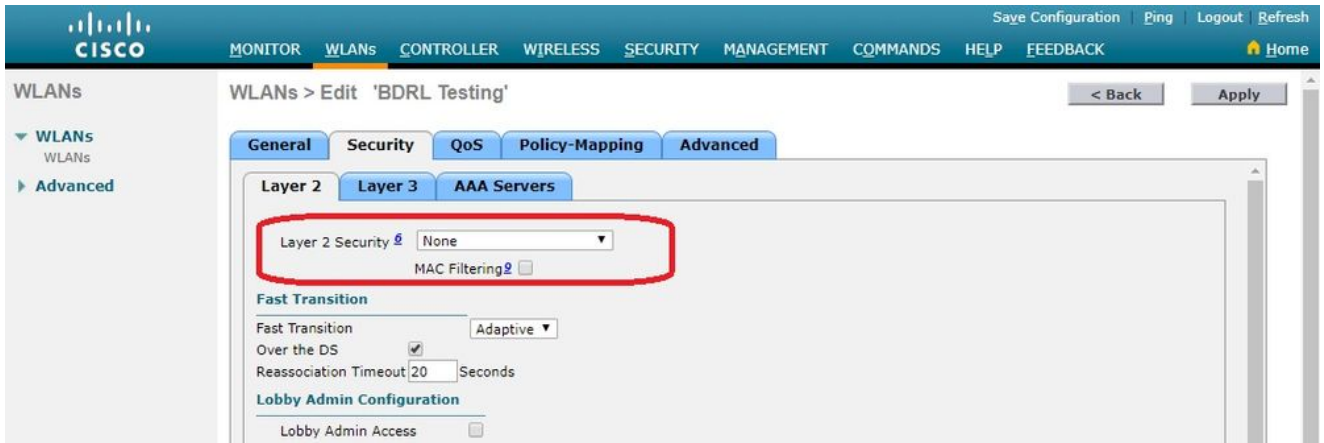 Save Configuration Ping Logout Refresh
CISCO MONITOR WLANs CONTROLLER WIRELESS SECURITY MANAGEMENT COMMANDS HELP FEEDBACK Home
WLANs
WLANs > Edit 'BDRL Testing'
< Back Apply
WLANs
WLANs
Advanced
General Security QoS Policy-Mapping Advanced
Layer 2 Layer 3 AAA Servers
Layer 2 Security 6 None
MAC Filtering 9
Fast Transition
Fast Transition Adaptive
Over the DS
Reassociation Timeout 20 Seconds
Lobby Admin Configuration
Lobby Admin Access